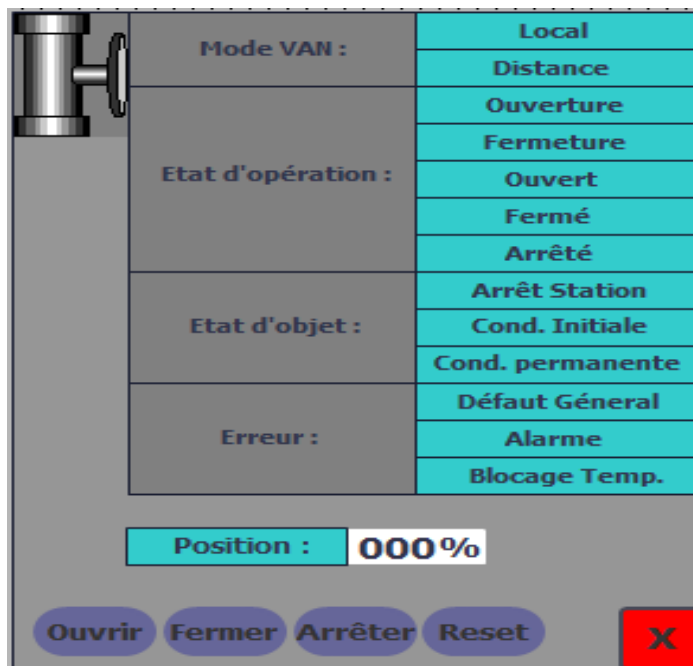 Mode VAN :
Local
Distance
Etat d'opération :
Ouverture
Fermeture
Ouvert
Fermé
Arrêté
Etat d'objet :
Arrêt Station
Cond. Initiale
Cond. permanente
Erreur :
Défaut Géneral
Alarme
Blocage Temp.
Position : 000%
Ouvrir Fermer Arrêter Reset X